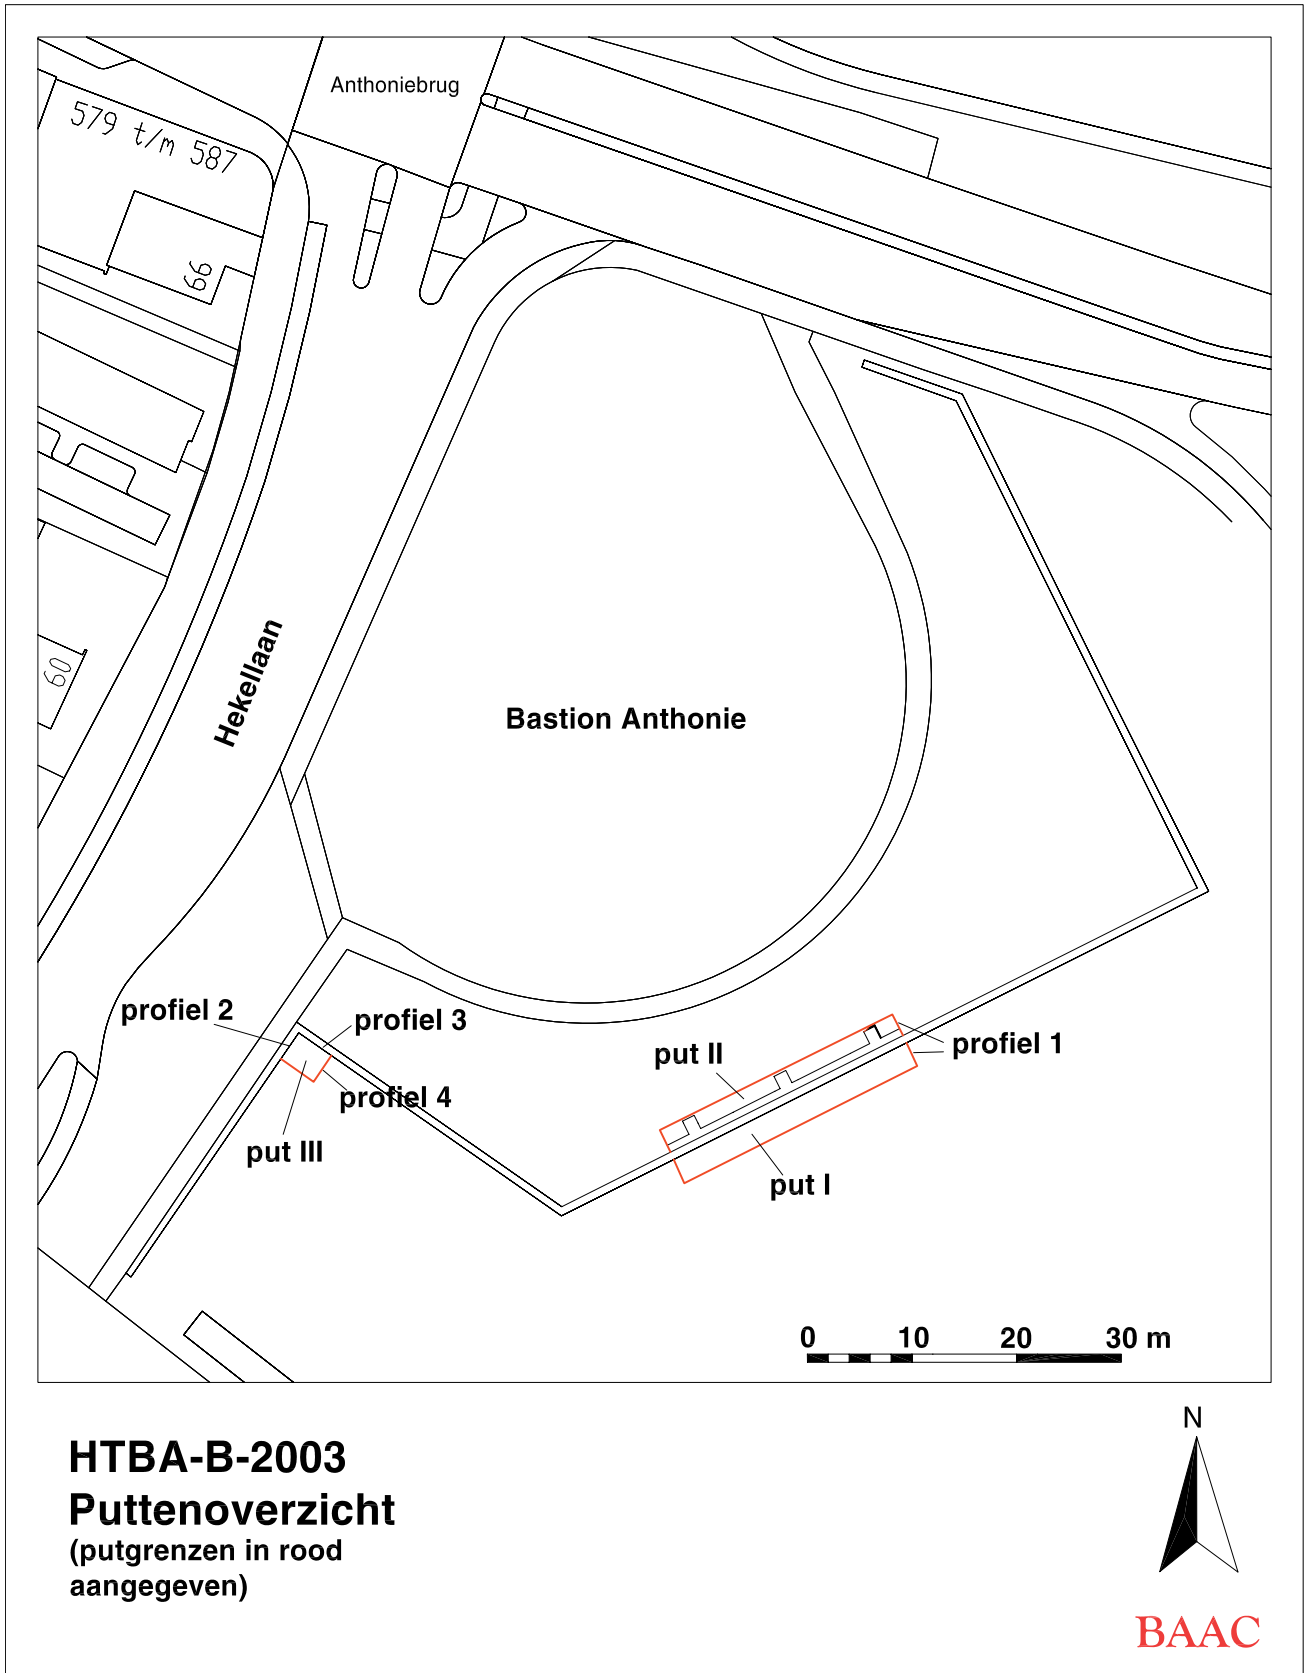 Anthoniebrug
579 t/m 587
66
60
Hekellaan
Bastion Anthonie
profiel 2
profiel 3
profiel 4
put III
put II
profiel 1
put I
0 10 20 30 m
N
HTBA-B-2003
Puttenoverzicht
(putgrenzen in rood
aangegeven)
BAAC